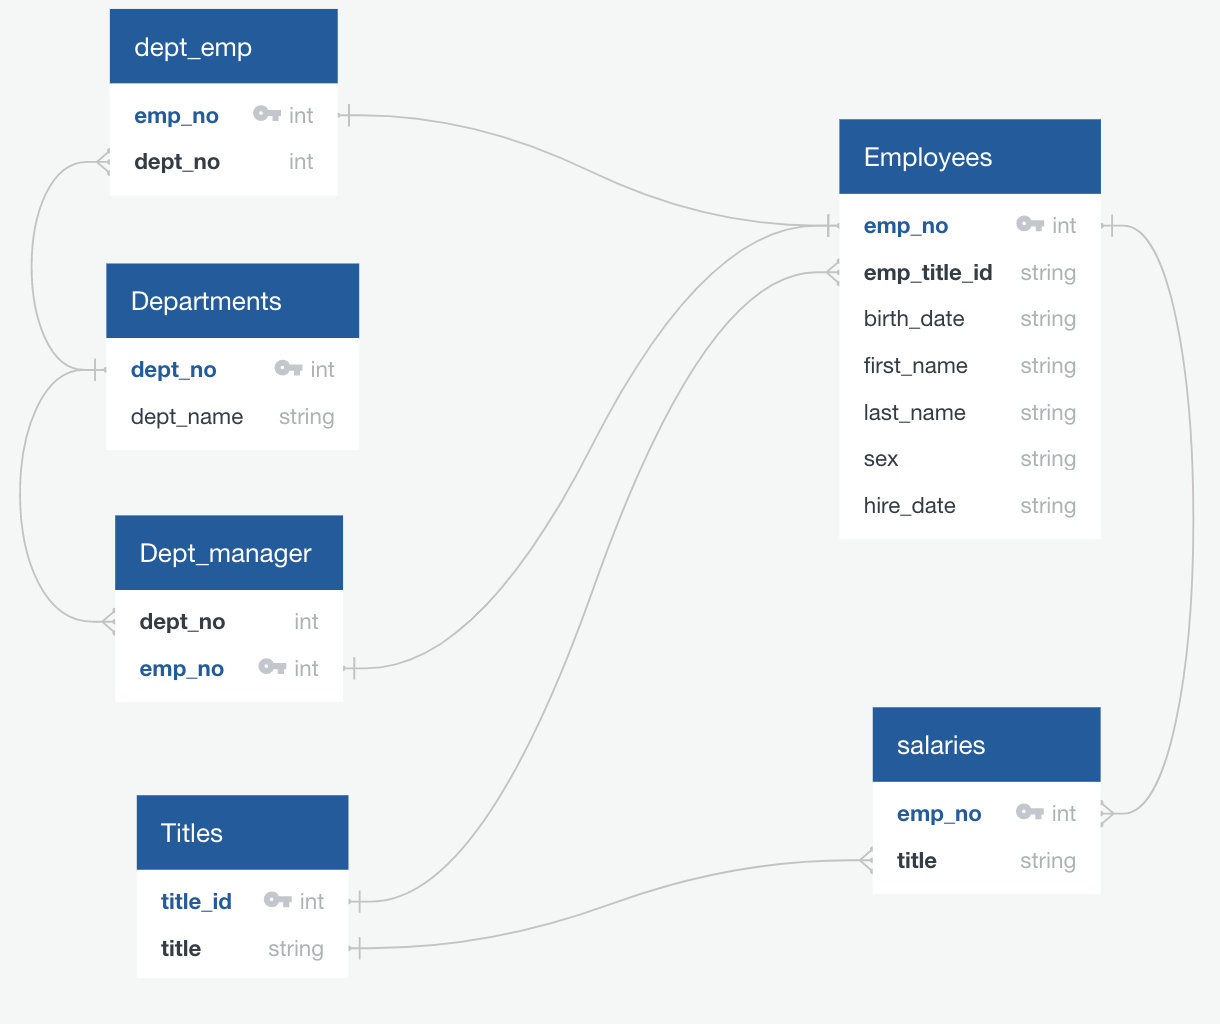 dept_emp
emp_no int
dept_no int
Departments
dept_no int
dept_name string
Dept_manager
dept_no int
emp_no int
Titles
title_id int
title string
Employees
emp_no int
emp_title_id string
birth_date string
first_name string
last_name string
sex string
hire_date string
salaries
emp_no int
title string